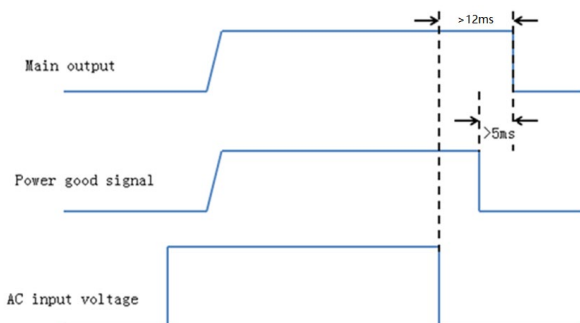 >12ms
Main output
>5ms
Power good signal
AC input voltage